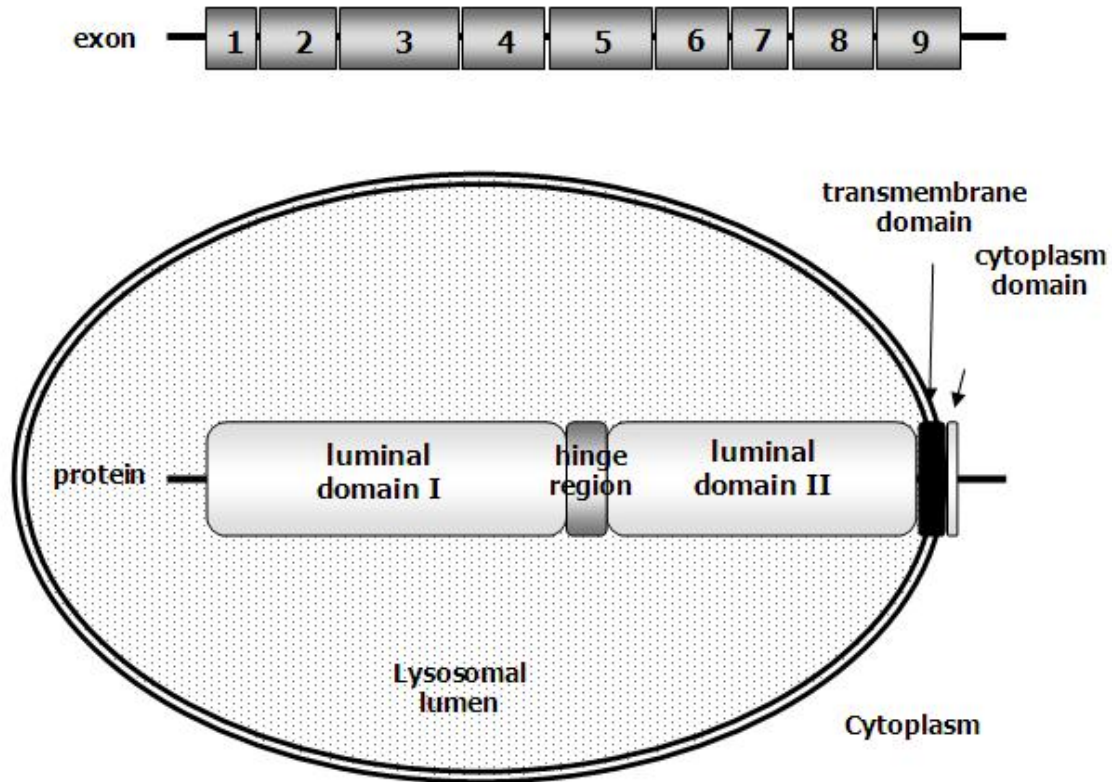 exon 1 2 3 4 5 6 7 8 9
transmembrane
domain
cytoplasm
domain
protein
luminal
domain I
hinge
region
luminal
domain II
Lysosomal
lumen
Cytoplasm